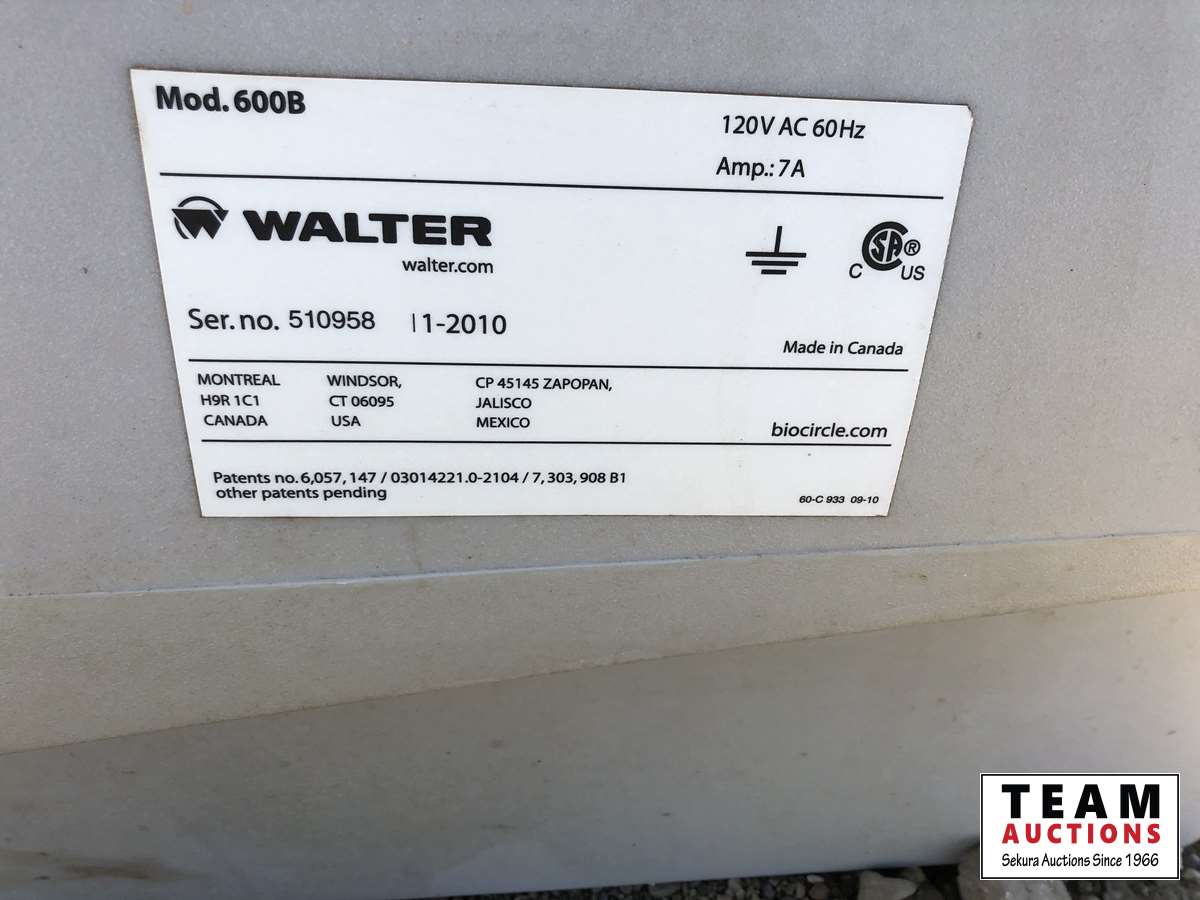 Mod. 600B
120V AC 60Hz
Amp.: 7A
WALTER
walter.com
CSA®
C US
Ser. no. 510958 11-2010
Made in Canada
MONTREAL
H9R 1C1
CANADA
WINDSOR,
CT 06095
USA
CP 45145 ZAPOPAN,
JALISCO
MEXICO
biocircle.com
Patents no. 6,057,147 / 03014221.0-2104 / 7,303,908 B1
other patents pending
60-C 933 09-10
TEAM
AUCTIONS
Sekura Auctions Since 1966